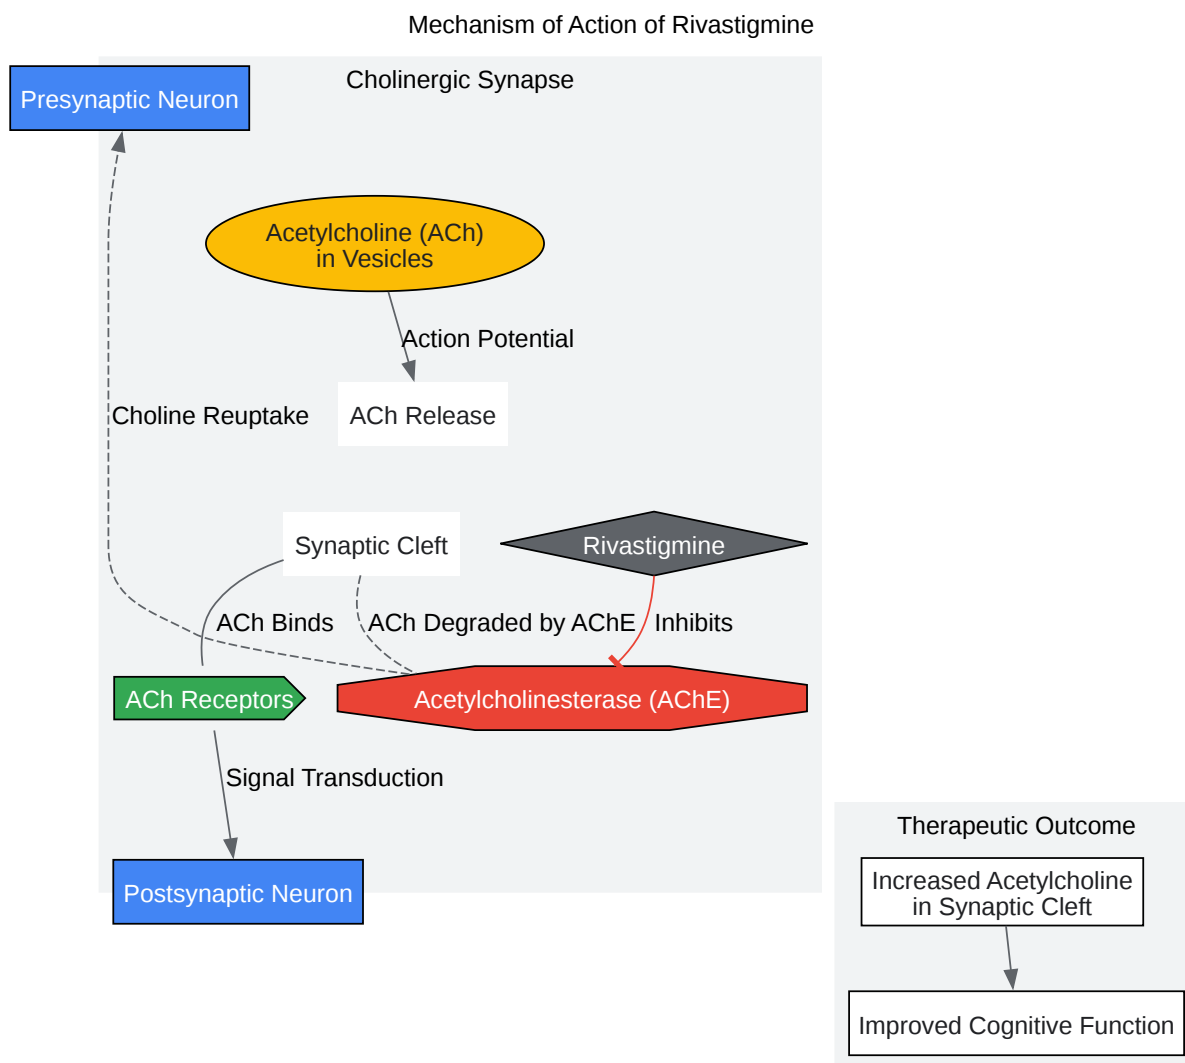 Mechanism of Action of Rivastigmine
Cholinergic Synapse
Presynaptic Neuron
Acetylcholine (ACh)
in Vesicles
Action Potential
Choline Reuptake
ACh Release
Synaptic Cleft
Rivastigmine
ACh Binds
ACh Degraded by AChE
Inhibits
ACh Receptors
Acetylcholinesterase (AChE)
Signal Transduction
Postsynaptic Neuron
Therapeutic Outcome
Increased Acetylcholine
in Synaptic Cleft
Improved Cognitive Function